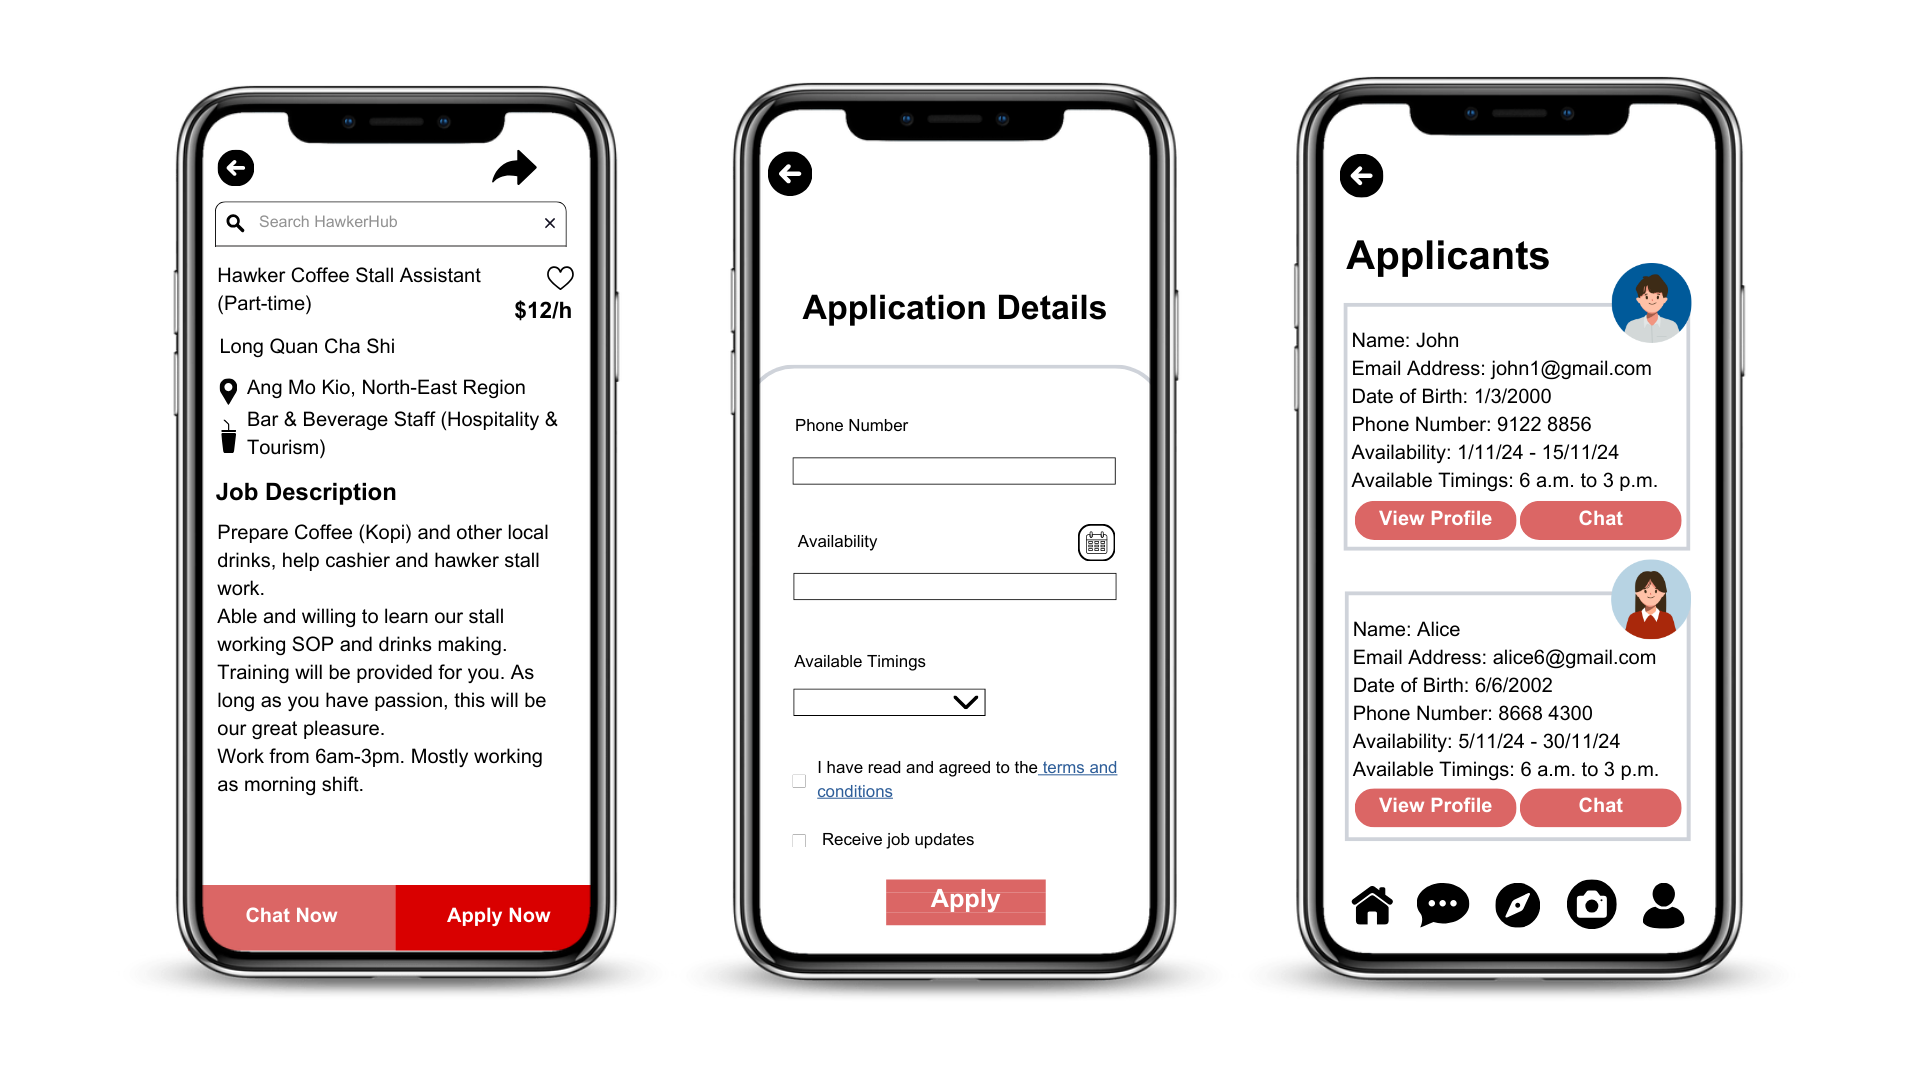 Search HawkerHub
Hawker Coffee Stall Assistant
(Part-time)
$12/h
Long Quan Cha Shi
Ang Mo Kio, North-East Region
Bar & Beverage Staff (Hospitality &
Tourism)
Job Description
Prepare Coffee (Kopi) and other local
drinks, help cashier and hawker stall
work.
Able and willing to learn our stall
working SOP and drinks making.
Training will be provided for you. As
long as you have passion, this will be
our great pleasure.
Work from 6am-3pm. Mostly working
as morning shift.
Chat Now
Apply Now
Application Details
Phone Number
Availability
Available Timings
I have read and agreed to the terms and
conditions
Receive job updates
Apply
Applicants
Name: John
Email Address: john1@gmail.com
Date of Birth: 1/3/2000
Phone Number: 9122 8856
Availability: 1/11/24 - 15/11/24
Available Timings: 6 a.m. to 3 p.m.
View Profile
Chat
Name: Alice
Email Address: alice6@gmail.com
Date of Birth: 6/6/2002
Phone Number: 8668 4300
Availability: 5/11/24 - 30/11/24
Available Timings: 6 a.m. to 3 p.m.
View Profile
Chat